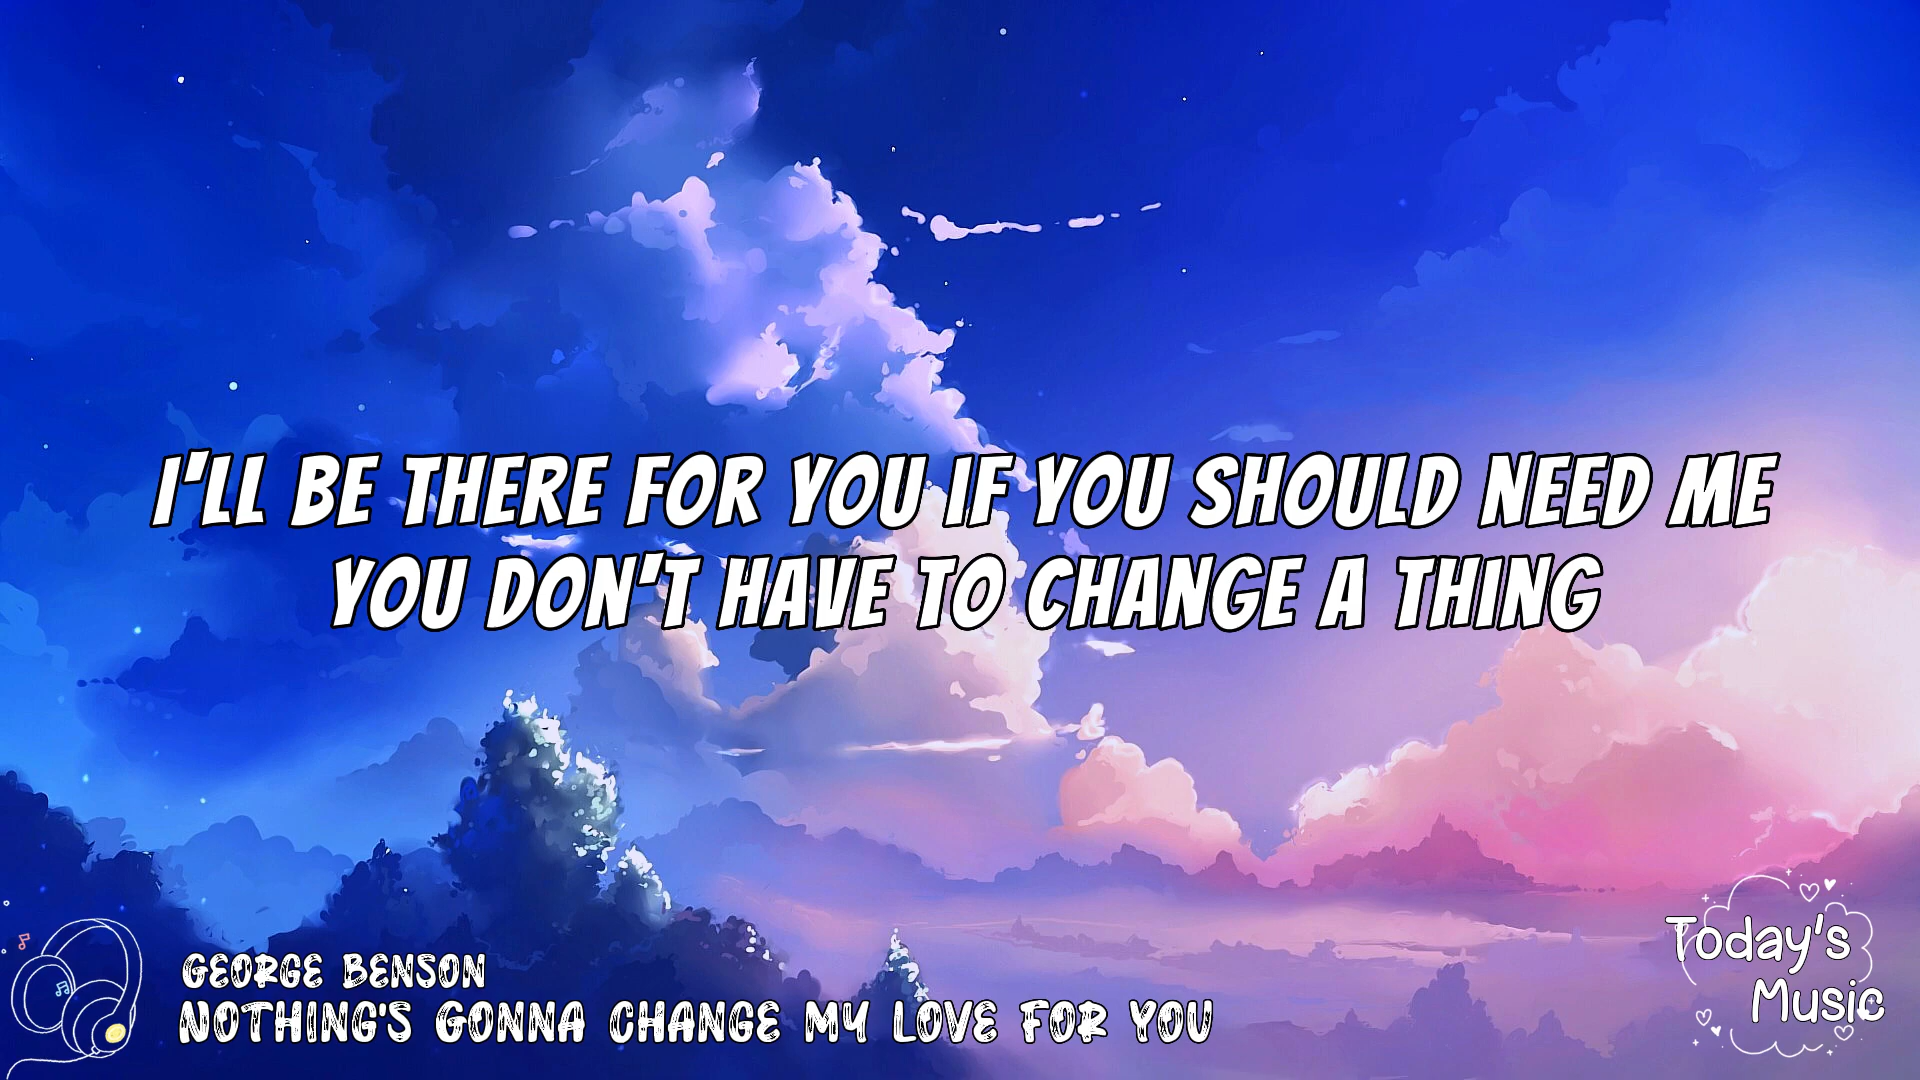 I'LL BE THERE FOR YOU IF YOU SHOULD NEED ME
YOU DON'T HAVE TO CHANGE A THING
GEORGE BENSON
NOTHING'S GONNA CHANGE MY LOVE FOR YOU
Today's
Music